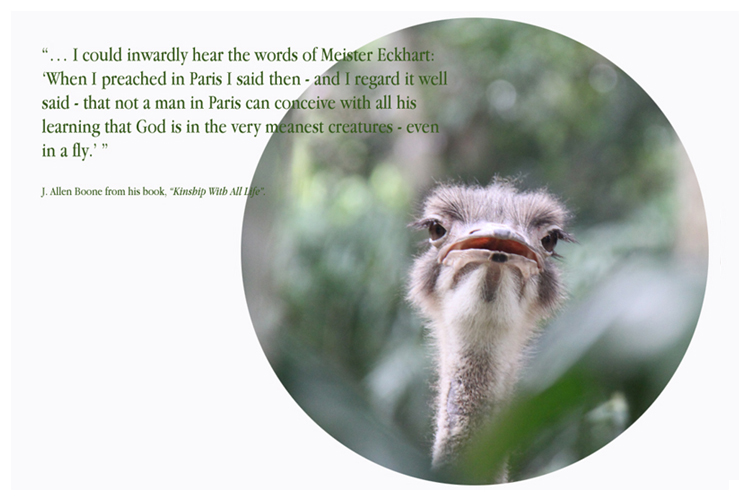 “… I could inwardly hear the words of Meister Eckhart:
‘When I preached in Paris I said then - and I regard it well
said - that not a man in Paris can conceive with all his
learning that God is in the very meanest creatures - even
in a fly.’ ”
J. Allen Boone from his book, “Kinship With All Life”.